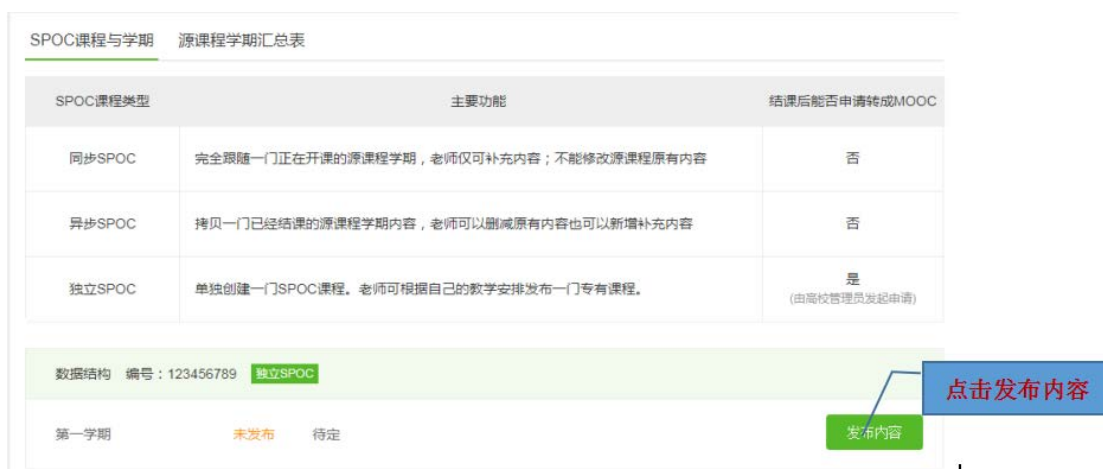 SPOC课程与学期 源课程学期汇总表
SPOC课程类型 主要功能 结课后能否申请转成MOOC
同步SPOC 完全跟随一门正在开课的源课程学期，老师仅可补充内容；不能修改源课程原有内容 否
异步SPOC 拷贝一门已经结课的源课程学期内容，老师可以删减原有内容也可以新增补充内容 否
独立SPOC 单独创建一门SPOC课程。老师可根据自己的教学安排发布一门专有课程。 是
(由高校管理员发起申请)
数据结构 编号：123456789 独立SPOC
点击发布内容
第一学期 未发布 待定 发布内容